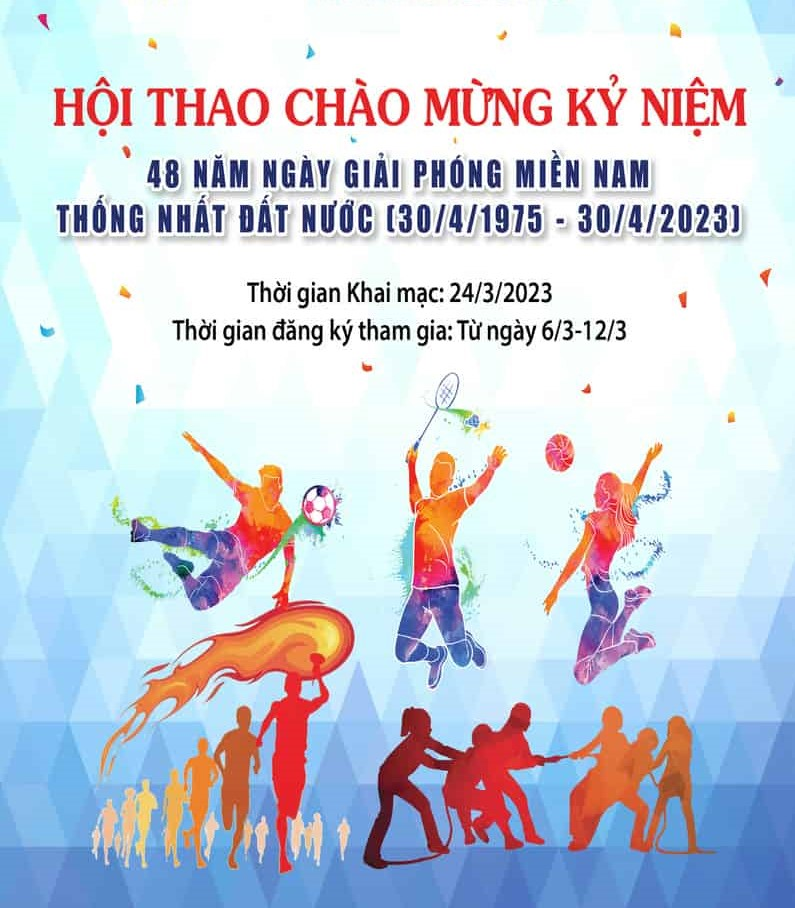 HỘI THAO CHÀO MỪNG KỶ NIỆM
48 NĂM NGÀY GIẢI PHÓNG MIỀN NAM
THỐNG NHẤT ĐẤT NƯỚC (30/4/1975 - 30/4/2023)
Thời gian Khai mạc: 24/3/2023
Thời gian đăng ký tham gia: Từ ngày 6/3-12/3